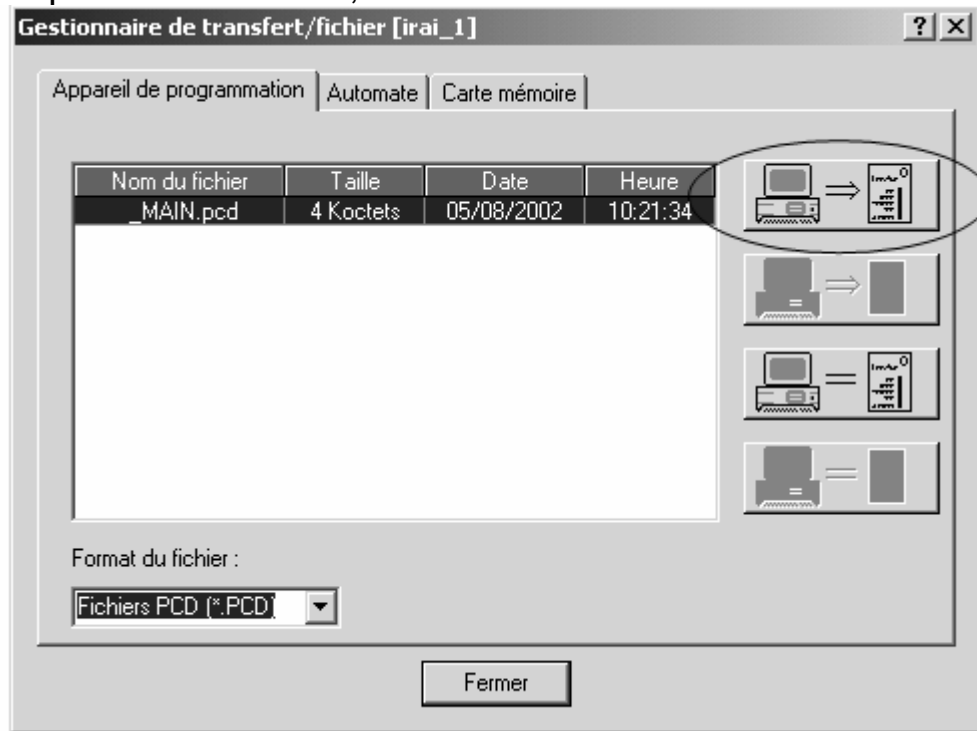 Gestionnaire de transfert/fichier [irai_1]
Appareil de programmation Automate Carte mémoire
Nom du fichier Taille Date Heure
_MAIN.pcd 4 Koctets 05/08/2002 10:21:34
Format du fichier :
Fichiers PCD (*.PCD)
Fermer